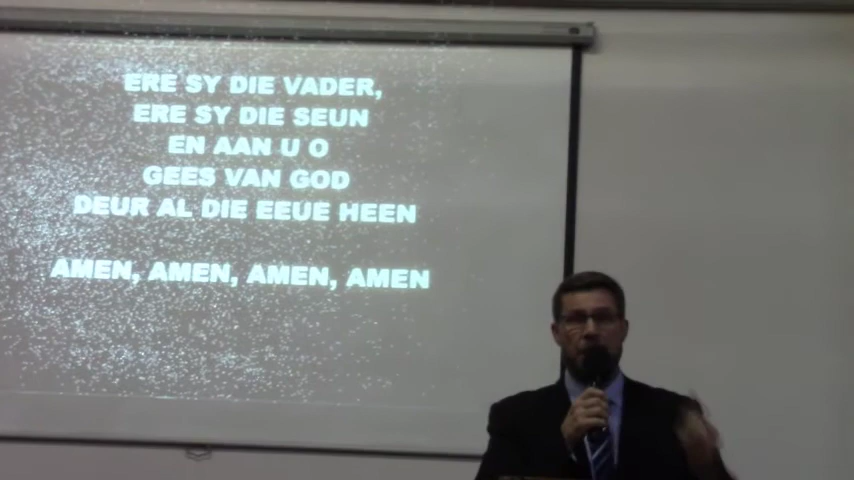 ERE SY DIE VADER,
ERE SY DIE SEUN
EN AAN U O
GEES VAN GOD
DEUR AL DIE EEUE HEEN
AMEN, AMEN, AMEN, AMEN